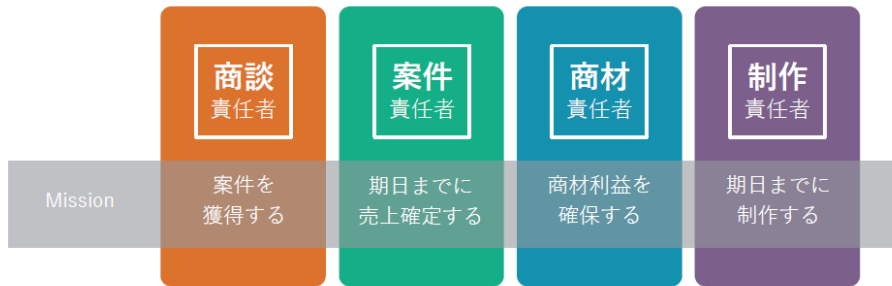 商談
責任者
案件
責任者
商材
責任者
制作
責任者
Mission
案件を
獲得する
期日までに
売上確定する
商材利益を
確保する
期日までに
制作する